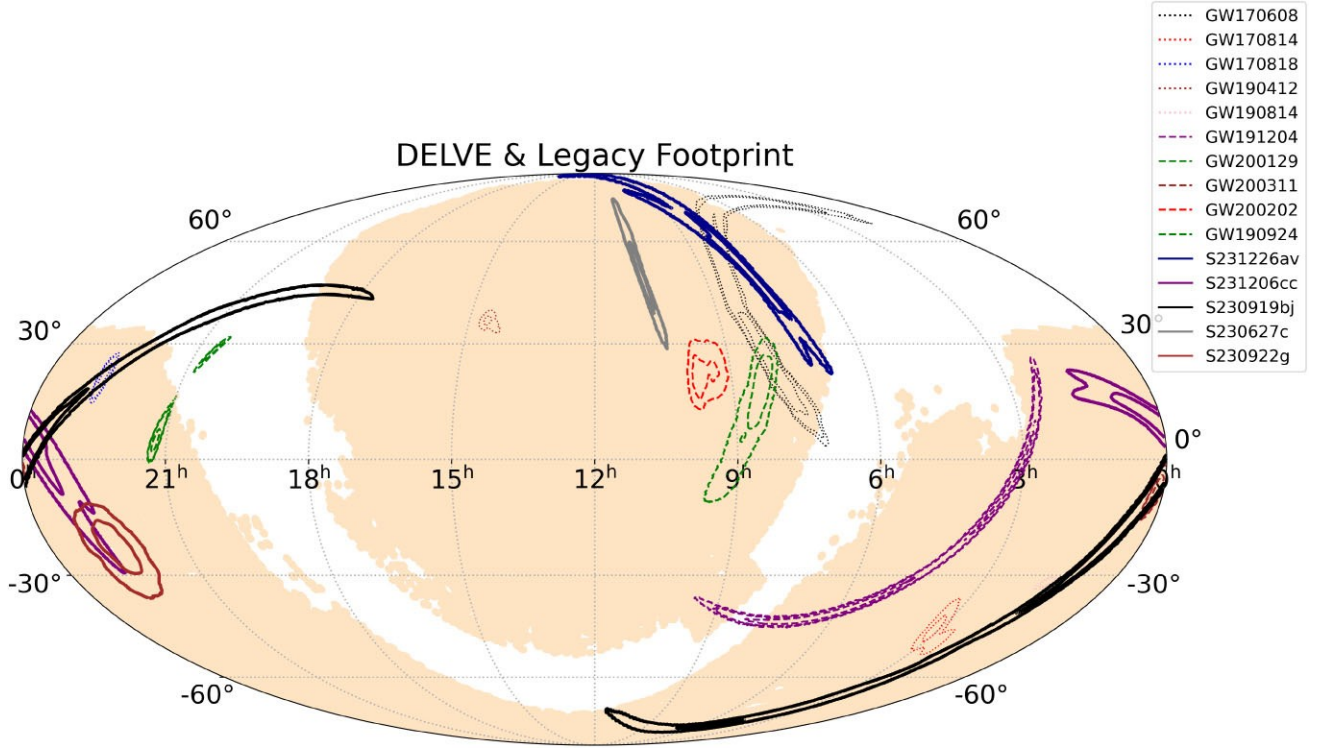 GW170608
GW170814
GW170818
GW190412
GW190814
GW191204
GW200129
GW200311
GW200202
GW190924
S231226av
S231206cc
S230919bj
S230627c
S230922g
DELVE & Legacy Footprint
60° 60°
30° 30°
0°
0h 21h 18h 15h 12h 9h 6h 3h 0h
-30° -30°
-60° -60°